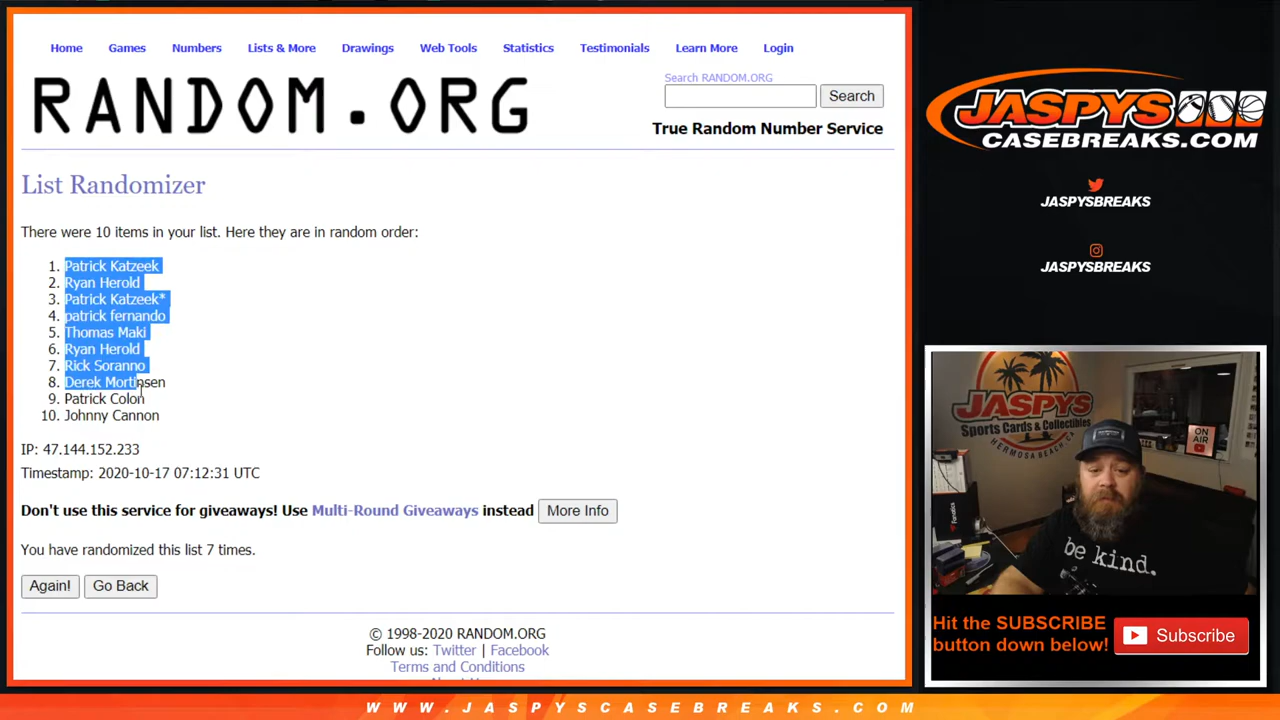 Home Games Numbers Lists & More Drawings Web Tools Statistics Testimonials Learn More Login
RANDOM.ORG
Search RANDOM.ORG
Search
True Random Number Service
List Randomizer
There were 10 items in your list. Here they are in random order:
1. Patrick Katzeek
2. Ryan Herold
3. Patrick Katzeek*
4. patrick fernando
5. Thomas Maki
6. Ryan Herold
7. Rick Soranno
8. Derek Mortinsen
9. Patrick Colon
10. Johnny Cannon
IP: 47.144.152.233
Timestamp: 2020-10-17 07:12:31 UTC
Don't use this service for giveaways! Use Multi-Round Giveaways instead More Info
You have randomized this list 7 times.
Again! Go Back
© 1998-2020 RANDOM.ORG
Follow us: Twitter | Facebook
Terms and Conditions
JASPYS
CASEBREAKS.COM
JASPYSBREAKS
JASPYSBREAKS
JASPYS
Sports Cards & Collectibles
HERMOSA BEACH, CA
ON
AIR
Fanatics
be kind.
Hit the SUBSCRIBE
button down below!
Subscribe
WWW.JASPYSCASEBREAKS.COM